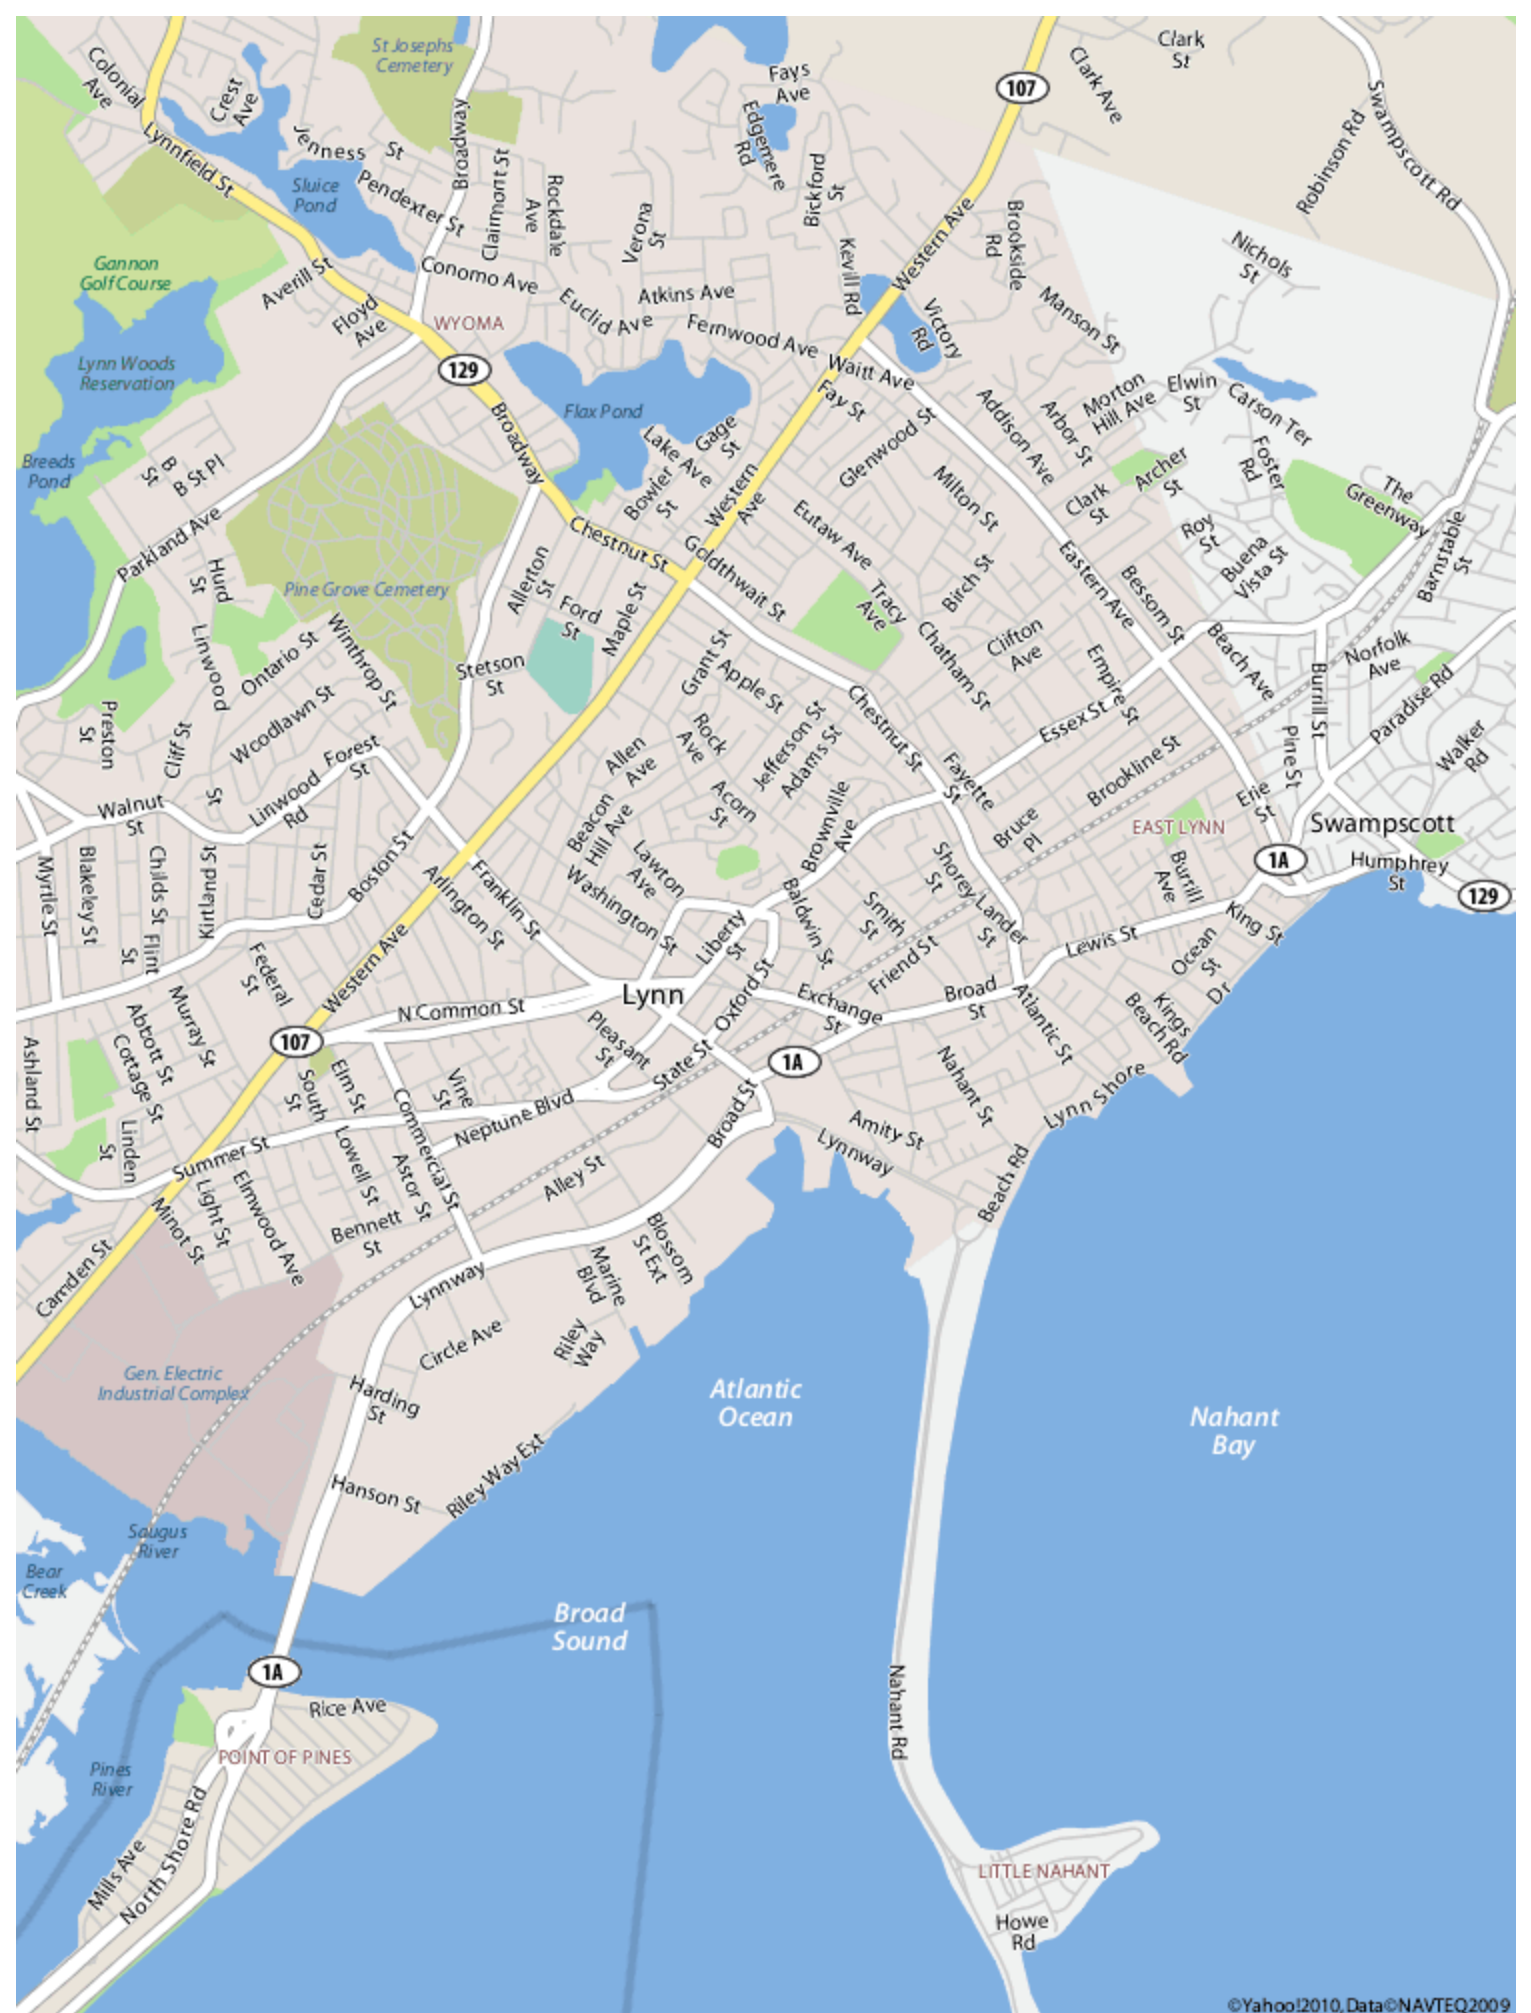 Colonial
Ave
Crest
Ave
St Josephs
Cemetery
Fays
Ave
107
Clark
St
Clark Ave
Swampscott Rd
Robinson Rd
Lynnfield St
Jenness St
Broadway
Edgemere
Rd
Sluice
Pond
Pendexter St
Clairmont St
Rockdale
Ave
Verona
St
Bickford
St
Western Ave
Brookside
Rd
Nichols
St
Gannon
Golf Course
Averill St
Floyd
Ave
Conomo Ave
Euclid Ave
Atkins Ave
Kevill Rd
Fernwood Ave
Victory
Rd
Manson St
WYOMA
Lynn Woods
Reservation
129
Waitt Ave
Fay St
Flax Pond
Broadway
Lake Ave
Gage
St
Glenwood St
Addison Ave
Arbor St
Morton
Hill Ave
Elwin
St
Carson Ter
Breeds
Pond
B
St
B St Pl
Bowler
St
Western
Ave
Milton St
Clark
St
Archer
St
Foster
Rd
The
Greenway
Parkland Ave
Chestnut St
Goldthwait St
Eutaw Ave
Eastern Ave
Roy
St
Buena
Vista St
Barnstable
St
Hurd
St
Pine Grove Cemetery
Allerton
St
Ford
St
Maple St
Tracy
Ave
Birch St
Bessom St
Linwood
St
Ontario St
Winthrop St
Stetson
St
Grant St
Apple St
Chatham St
Clifton
Ave
Empire St
Beach Ave
Burrill St
Norfolk
Ave
Paradise Rd
Preston
St
Cliff St
Woodlawn St
Allen
Ave
Rock
Ave
Jefferson St
Adams St
Chestnut St
Essex St
Brookline St
Pine St
Walker
Rd
Walnut
St
Linwood
Rd
Forest
St
Beacon
Hill Ave
Acorn
St
Brownville
Ave
Fayette
St
Bruce
Pl
EAST LYNN
Erie
St
Swampscott
Myrtle St
Blakeley St
Childs St
Kirtland St
Cedar St
Boston St
Arlington St
Franklin St
Lawton
Ave
Washington St
Baldwin St
Smith
St
Shorey
St
Lander
St
Burrill
Ave
1A
Humphrey
St
129
King St
Flint
St
Federal
St
Western Ave
Liberty
St
Friend St
Lewis St
Ocean
St
Lynn
N Common St
Oxford St
Exchange
St
Broad
St
Atlantic St
Kings
Beach Rd
Murray St
Abbott St
Cottage St
Ashland St
107
Pleasant
St
State St
1A
Nahant St
Lynn Shore Dr
South
St
Elm St
Vine
St
Commercial St
Neptune Blvd
Broad St
Amity St
Lynnway
Linden
St
Summer St
Lowell St
Astor St
Alley St
Beach Rd
Minot St
Light St
Elmwood Ave
Bennett
St
Blossom
St Ext
Camden St
Lynnway
Marine
Blvd
Circle Ave
Riley
Way
Gen. Electric
Industrial Complex
Harding
St
Atlantic
Ocean
Nahant
Bay
Hanson St
Riley Way Ext
Saugus
River
Bear
Creek
Broad
Sound
1A
Nahant Rd
Rice Ave
POINT OF PINES
Pines
River
Mills Ave
North Shore Rd
LITTLE NAHANT
Howe
Rd
©Yahoo!2010, Data©NAVTEQ2009